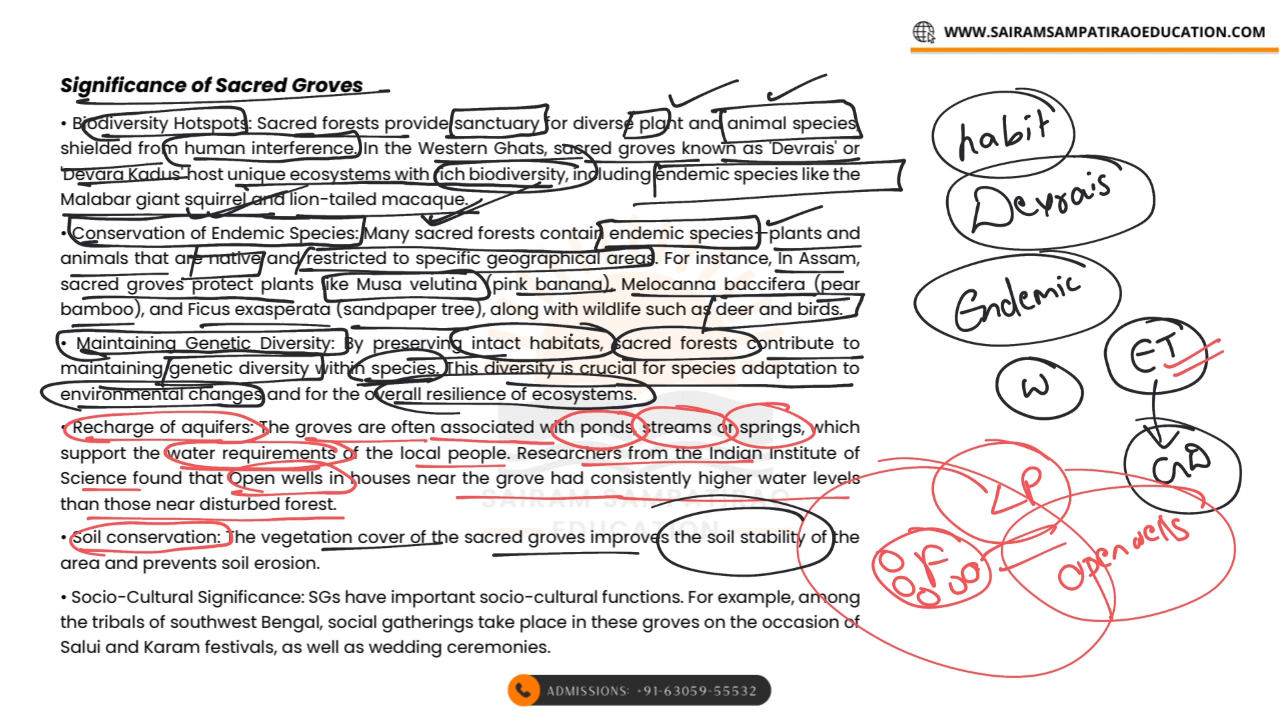 WWW.SAIRAMSAMPATIRAOEDUCATION.COM
Significance of Sacred Groves
• Biodiversity Hotspots: Sacred forests provide sanctuary for diverse plant and animal species
shielded from human interference. In the Western Ghats, sacred groves known as 'Devrais' or
'Devara Kadus' host unique ecosystems with rich biodiversity, including endemic species like the
Malabar giant squirrel and lion-tailed macaque.
• Conservation of Endemic Species: Many sacred forests contain endemic species—plants and
animals that are native and restricted to specific geographical areas. For instance, In Assam,
sacred groves protect plants like Musa velutina (pink banana), Melocanna baccifera (pear
bamboo), and Ficus exasperata (sandpaper tree), along with wildlife such as deer and birds.
• Maintaining Genetic Diversity: By preserving intact habitats, sacred forests contribute to
maintaining genetic diversity within species. This diversity is crucial for species adaptation to
environmental changes and for the overall resilience of ecosystems.
• Recharge of aquifers: The groves are often associated with ponds, streams or springs, which
support the water requirements of the local people. Researchers from the Indian Institute of
Science found that Open wells in houses near the grove had consistently higher water levels
than those near disturbed forest.
• Soil conservation: The vegetation cover of the sacred groves improves the soil stability of the
area and prevents soil erosion.
• Socio-Cultural Significance: SGs have important socio-cultural functions. For example, among
the tribals of southwest Bengal, social gatherings take place in these groves on the occasion of
Salui and Karam festivals, as well as wedding ceremonies.
habit
Devrais
Endemic
ET
W
GD
LP
F
SAIRAM SAMPATIRAO
EDUCATION
ADMISSIONS: +91-63059-55532